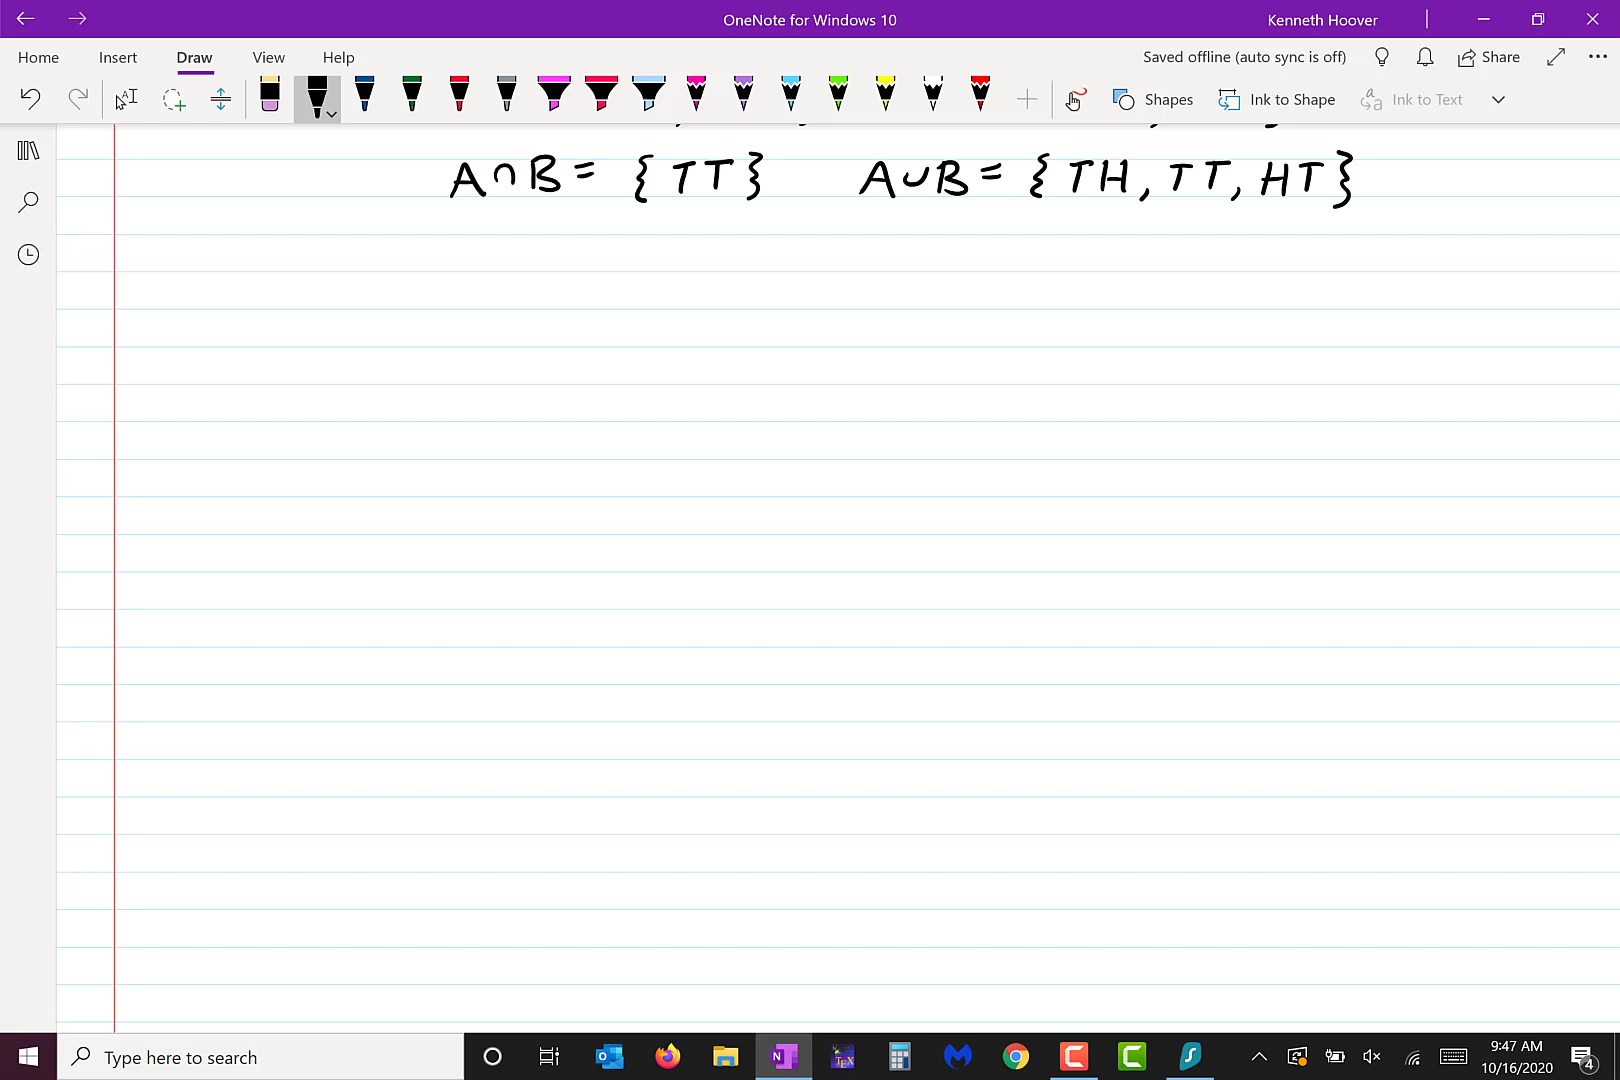 OneNote for Windows 10
Kenneth Hoover
Home Insert Draw View Help
Saved offline (auto sync is off) Share
Shapes Ink to Shape Ink to Text
A∩B = { TT } A∪B = { TH, TT, HT }
Type here to search
9:47 AM
10/16/2020
4